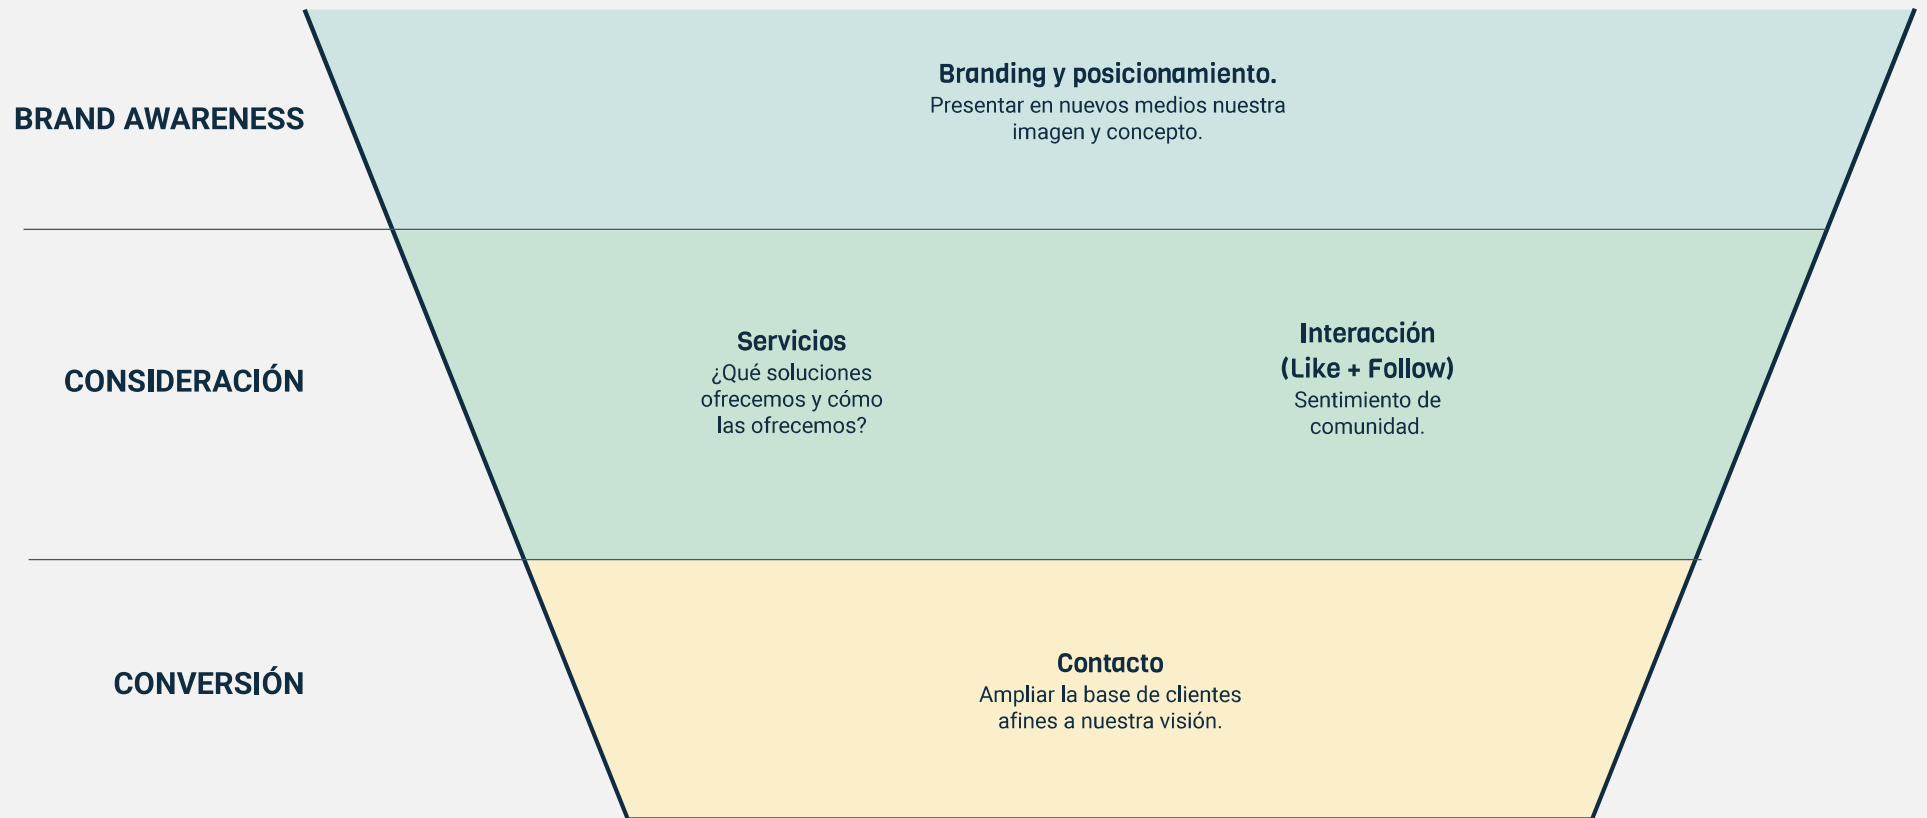 BRAND AWARENESS
Branding y posicionamiento.
Presentar en nuevos medios nuestra
imagen y concepto.
CONSIDERACIÓN
Servicios
¿Qué soluciones
ofrecemos y cómo
las ofrecemos?
Interacción
(Like + Follow)
Sentimiento de
comunidad.
CONVERSIÓN
Contacto
Ampliar la base de clientes
afines a nuestra visión.